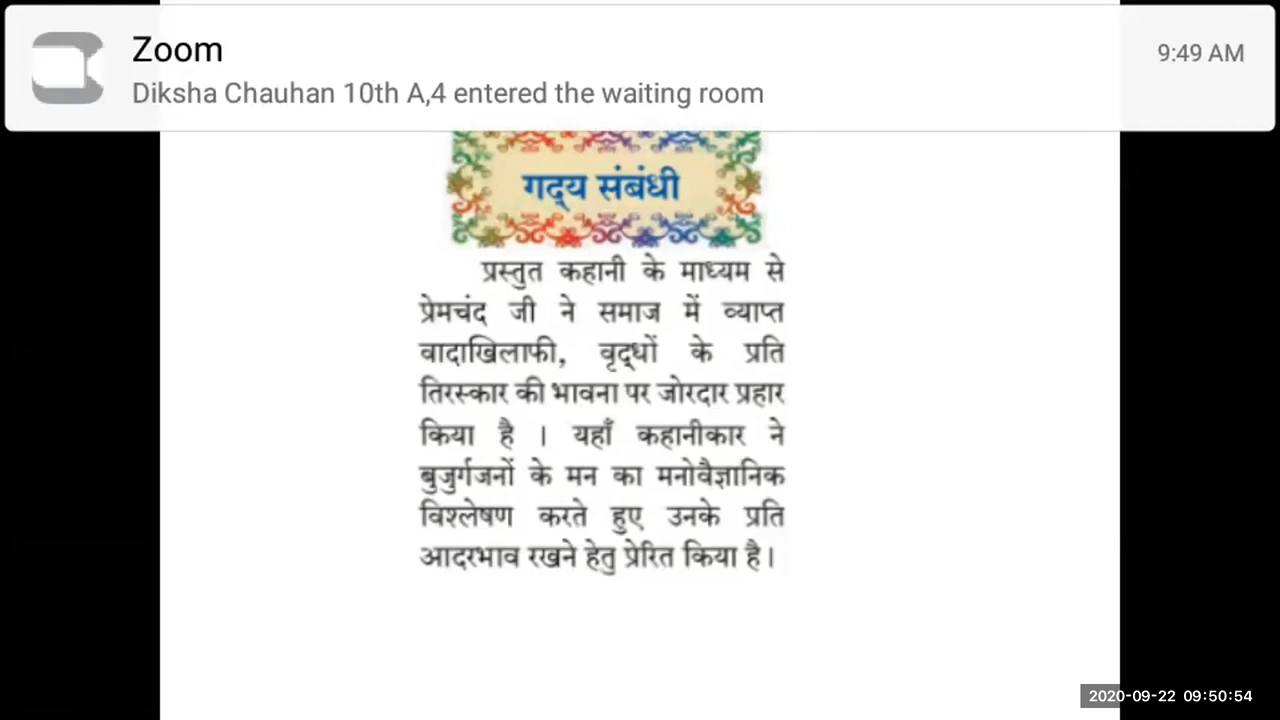 Zoom
9:49 AM
Diksha Chauhan 10th A,4 entered the waiting room
गद्य संबंधी
प्रस्तुत कहानी के माध्यम से
प्रेमचंद जी ने समाज में व्याप्त
वादाखिलाफी, वृद्धों के प्रति
तिरस्कार की भावना पर जोरदार प्रहार
किया है । यहाँ कहानीकार ने
बुजुर्गजनों के मन का मनोवैज्ञानिक
विश्लेषण करते हुए उनके प्रति
आदरभाव रखने हेतु प्रेरित किया है।
2020-09-22 09:50:54